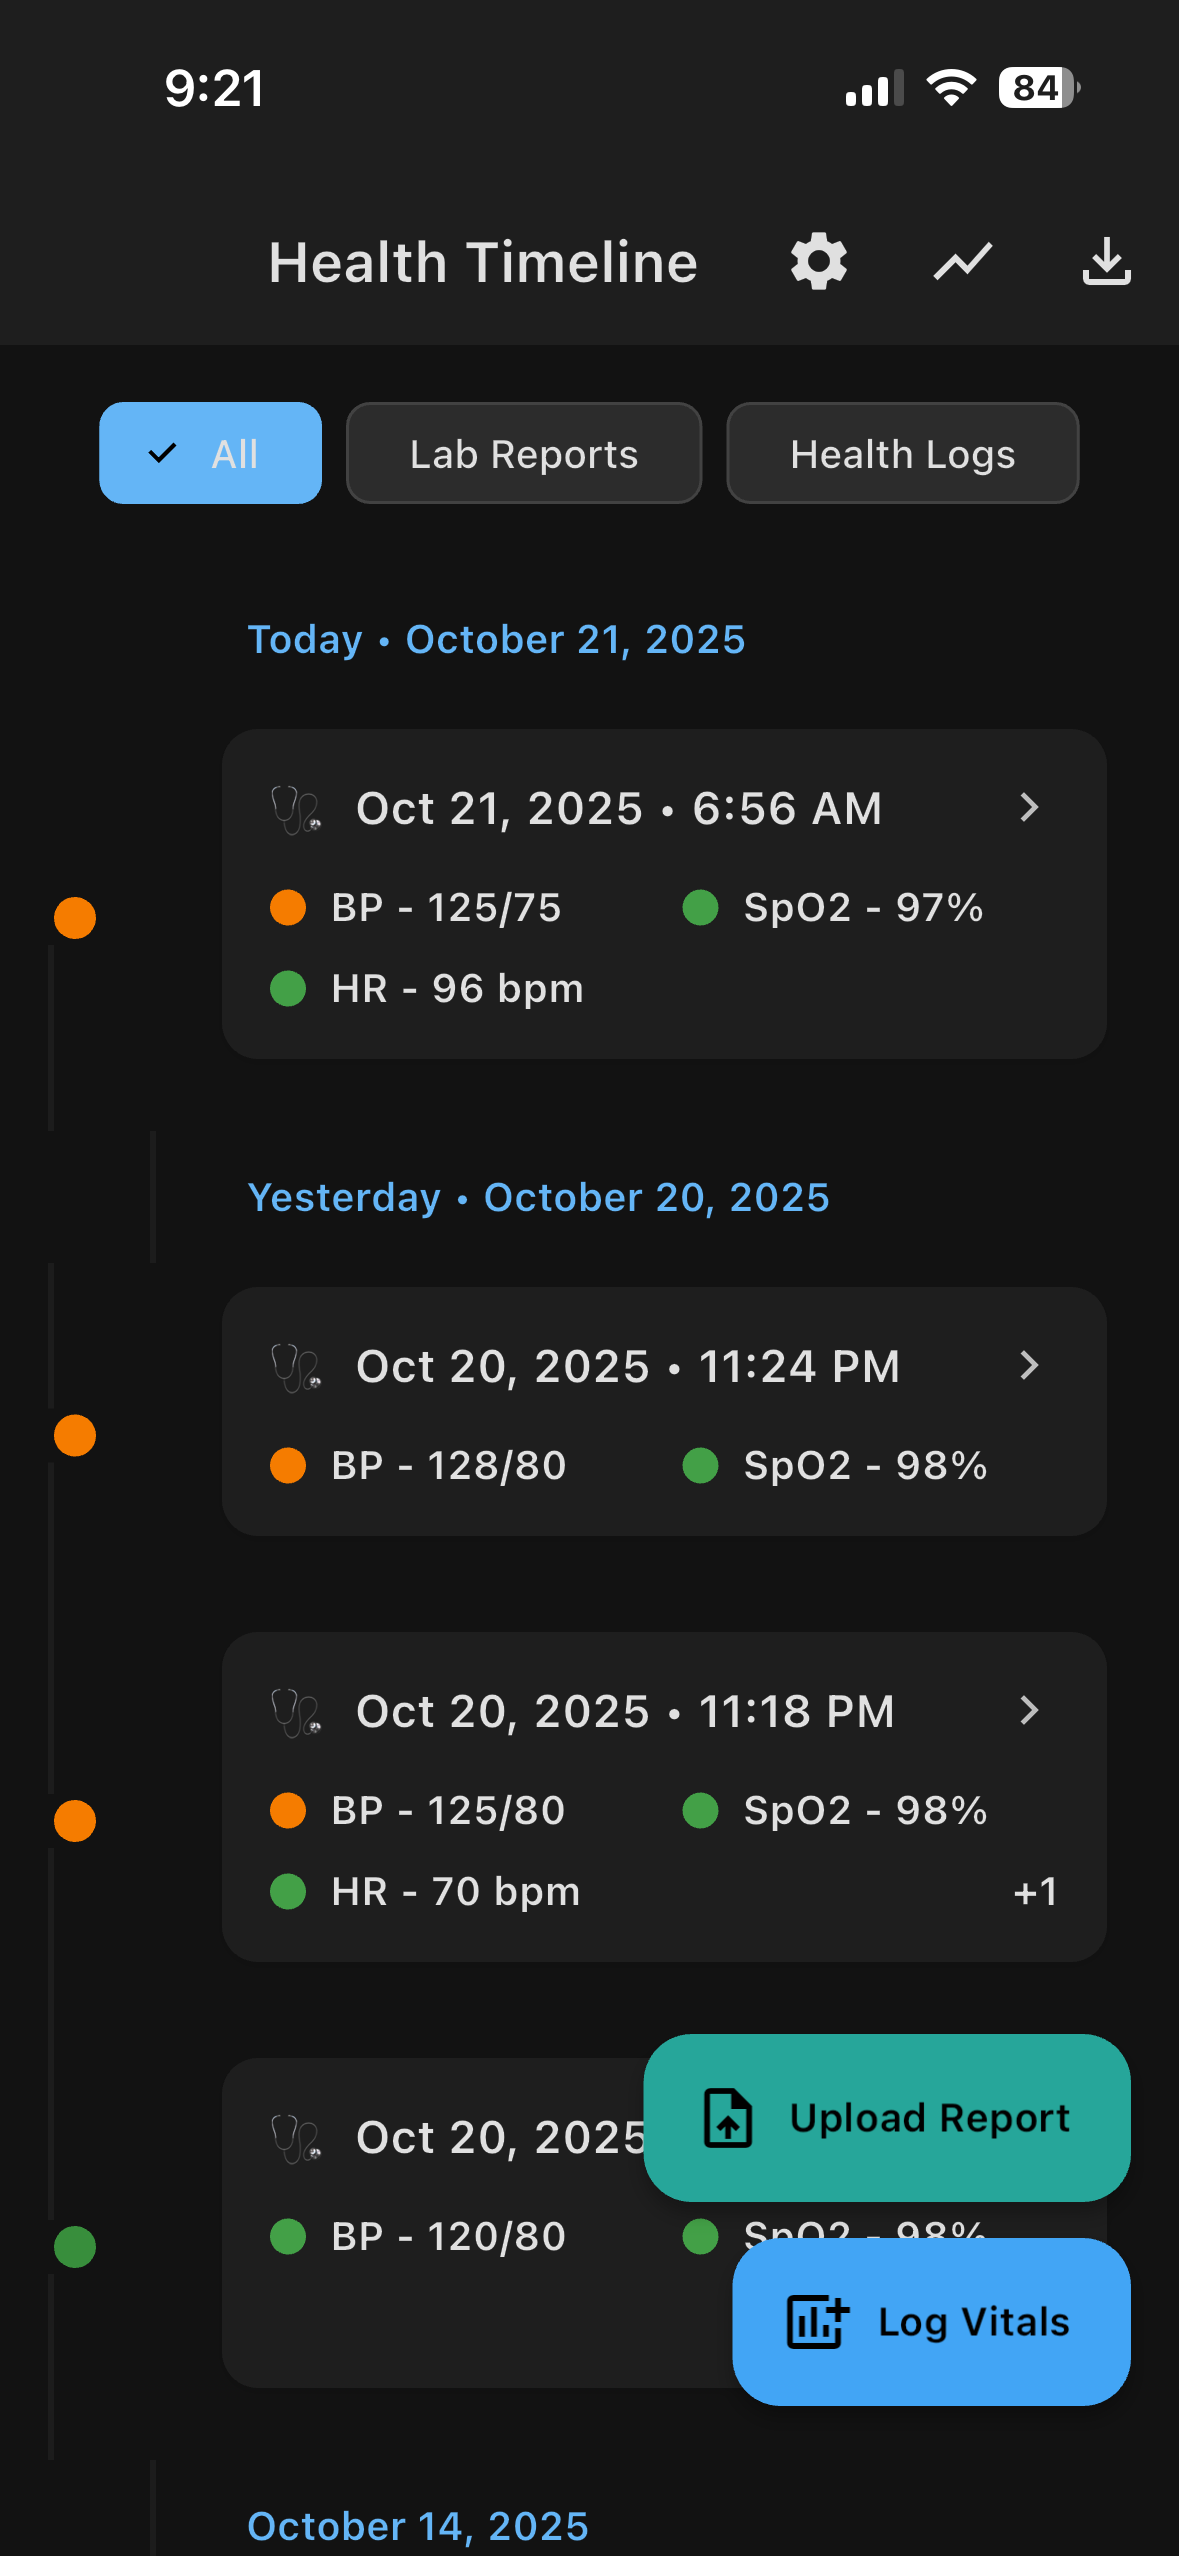 9:21
84
Health Timeline
All
Lab Reports
Health Logs
Today • October 21, 2025
Oct 21, 2025 • 6:56 AM
BP - 125/75
SpO2 - 97%
HR - 96 bpm
Yesterday • October 20, 2025
Oct 20, 2025 • 11:24 PM
BP - 128/80
SpO2 - 98%
Oct 20, 2025 • 11:18 PM
BP - 125/80
SpO2 - 98%
HR - 70 bpm
+1
Oct 20, 2025
Upload Report
BP - 120/80
SpO2 - 98%
Log Vitals
October 14, 2025